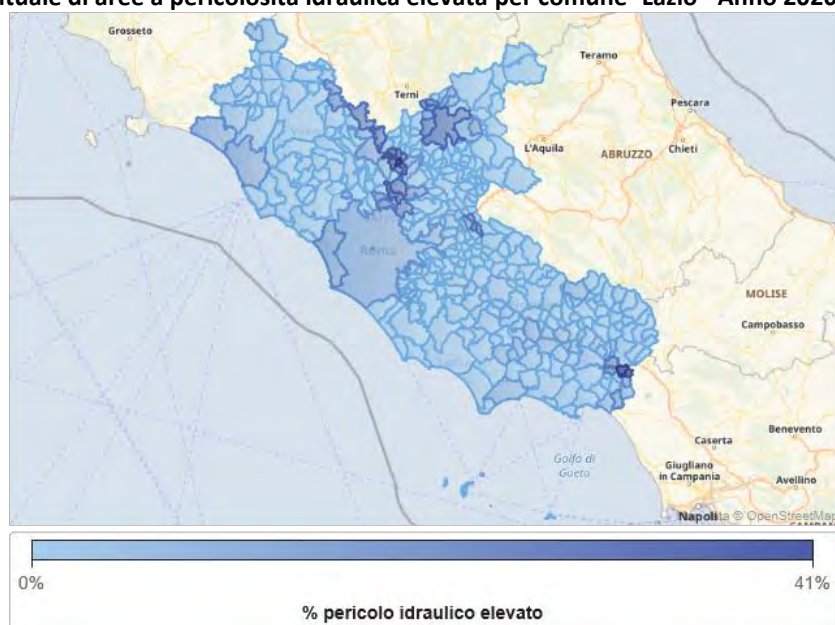 tuale di aree a pericolosità idraulica elevata per comune- Lazio - Anno 2020
Grosseto
Teramo
Terni
Pescara
L'Aquila
ABRUZZO
Chieti
Roma
MOLISE
Campobasso
Benevento
Caserta
Golfo di
Gaeta
Giugliano
in Campania
Avellino
Napoli
© OpenStreetMap
0%
41%
% pericolo idraulico elevato